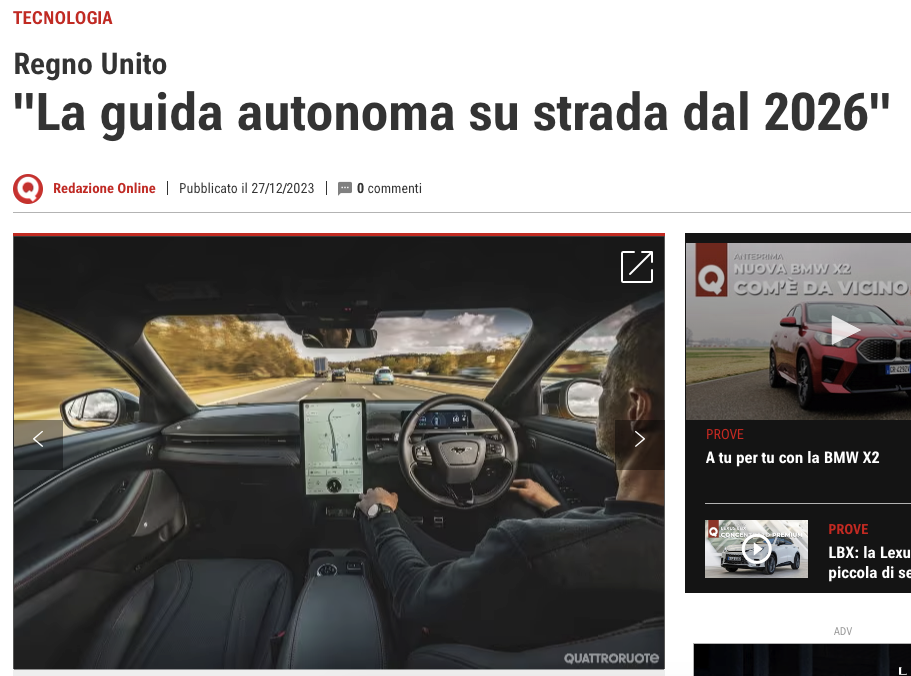 TECNOLOGIA
Regno Unito
"La guida autonoma su strada dal 2026"
Redazione Online
Pubblicato il 27/12/2023
0 commenti
QUATTRORUOTE
ANTEPRIMA
NUOVA BMW X2
COM'È DA VICINO
PROVE
A tu per tu con la BMW X2
PROVE
LBX: la Lexu
piccola di se
ADV